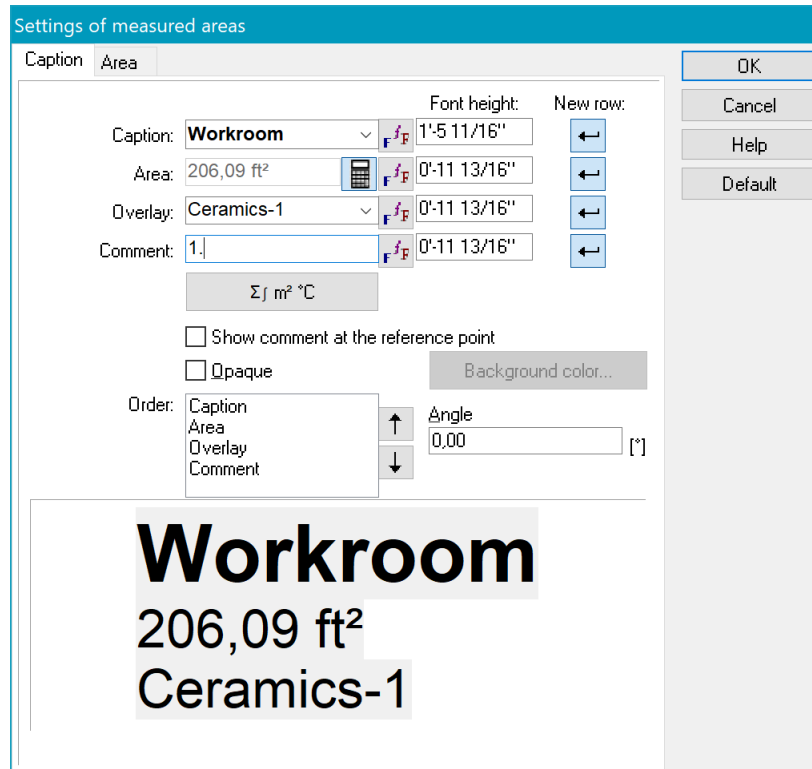 Settings of measured areas
Caption Area
OK
Cancel
Help
Default
Font height: New row:
Caption: Workroom 1'-5 11/16''
Area: 206,09 ft² 0'-11 13/16''
Overlay: Ceramics-1 0'-11 13/16''
Comment: 1. 0'-11 13/16''
Σ∫ m² °C
Show comment at the reference point
Opaque Background color...
Order: Caption
Area
Overlay
Comment
Angle
0,00 [°]
Workroom
206,09 ft²
Ceramics-1